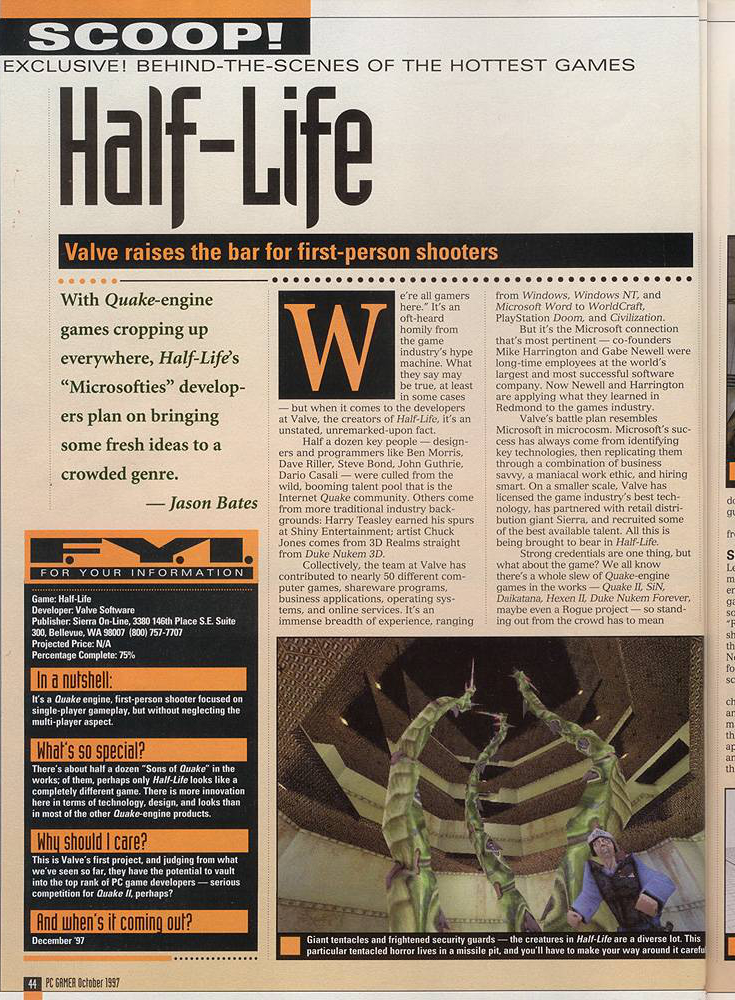 SCOOP!
EXCLUSIVE! BEHIND-THE-SCENES OF THE HOTTEST GAMES
Half-Life
Valve raises the bar for first-person shooters
With Quake-engine
games cropping up
everywhere, Half-Life's
“Microsofties” develop-
ers plan on bringing
some fresh ideas to a
crowded genre.
— Jason Bates
F.Y.I.
FOR YOUR INFORMATION
Game: Half-Life
Developer: Valve Software
Publisher: Sierra On-Line, 3380 146th Place S.E. Suite
300, Bellevue, WA 98007 (800) 757-7707
Projected Price: N/A
Percentage Complete: 75%
In a nutshell:
It's a Quake engine, first-person shooter focused on
single-player gameplay, but without neglecting the
multi-player aspect.
What's so special?
There's about half a dozen “Sons of Quake” in the
works; of them, perhaps only Half-Life looks like a
completely different game. There is more innovation
here in terms of technology, design, and looks than
in most of the other Quake-engine products.
Why should I care?
This is Valve's first project, and judging from what
we've seen so far, they have the potential to vault
into the top rank of PC game developers — serious
competition for Quake II, perhaps?
And when's it coming out?
December '97
W
e're all gamers
here.” It's an
oft-heard
homily from
the game
industry's hype
machine. What
they say may
be true, at least
in some cases
— but when it comes to the developers
at Valve, the creators of Half-Life, it's an
unstated, unremarked-upon fact.
Half a dozen key people — design-
ers and programmers like Ben Morris,
Dave Riller, Steve Bond, John Guthrie,
Dario Casali — were culled from the
wild, booming talent pool that is the
Internet Quake community. Others come
from more traditional industry back-
grounds: Harry Teasley earned his spurs
at Shiny Entertainment; artist Chuck
Jones comes from 3D Realms straight
from Duke Nukem 3D.
Collectively, the team at Valve has
contributed to nearly 50 different com-
puter games, shareware programs,
business applications, operating sys-
tems, and online services. It's an
immense breadth of experience, ranging
from Windows, Windows NT, and
Microsoft Word to WorldCraft,
PlayStation Doom, and Civilization.
But it's the Microsoft connection
that's most pertinent — co-founders
Mike Harrington and Gabe Newell were
long-time employees at the world's
largest and most successful software
company. Now Newell and Harrington
are applying what they learned in
Redmond to the games industry.
Valve's battle plan resembles
Microsoft in microcosm. Microsoft's suc-
cess has always come from identifying
key technologies, then replicating them
through a combination of business
savvy, a maniacal work ethic, and hiring
smart. On a smaller scale, Valve has
licensed the game industry's best tech-
nology, has partnered with retail distri-
bution giant Sierra, and recruited some
of the best available talent. All this is
being brought to bear in Half-Life.
Strong credentials are one thing, but
what about the game? We all know
there's a whole slew of Quake-engine
games in the works — Quake II, SiN,
Daikatana, Hexen II, Duke Nukem Forever,
maybe even a Rogue project — so stand-
ing out from the crowd has to mean
Giant tentacles and frightened security guards — the creatures in Half-Life are a diverse lot. This
particular tentacled horror lives in a missile pit, and you'll have to make your way around it
44 PC GAMER October 1997